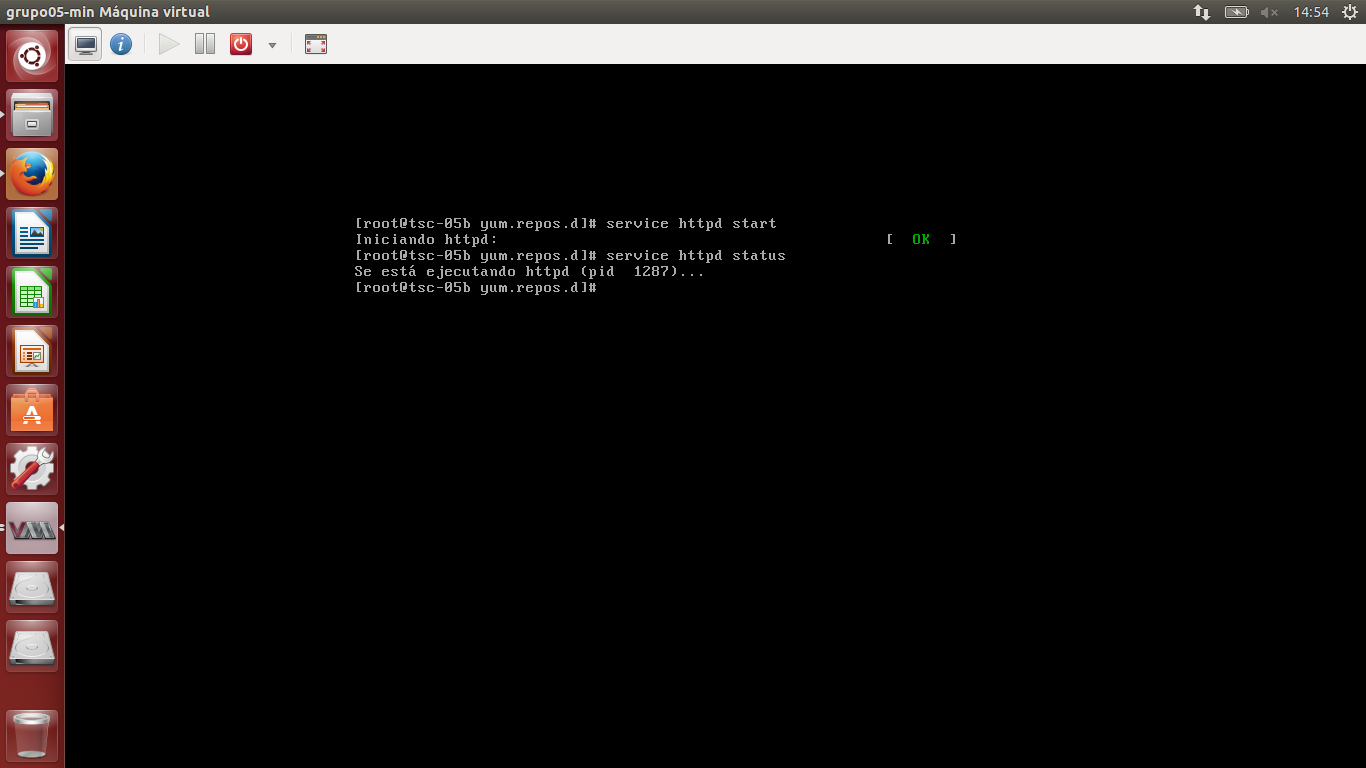 grupo05-min Máquina virtual
14:54
[root@tsc-05b yum.repos.d]# service httpd start
Iniciando httpd: [ OK ]
[root@tsc-05b yum.repos.d]# service httpd status
Se está ejecutando httpd (pid  1287)...
[root@tsc-05b yum.repos.d]#